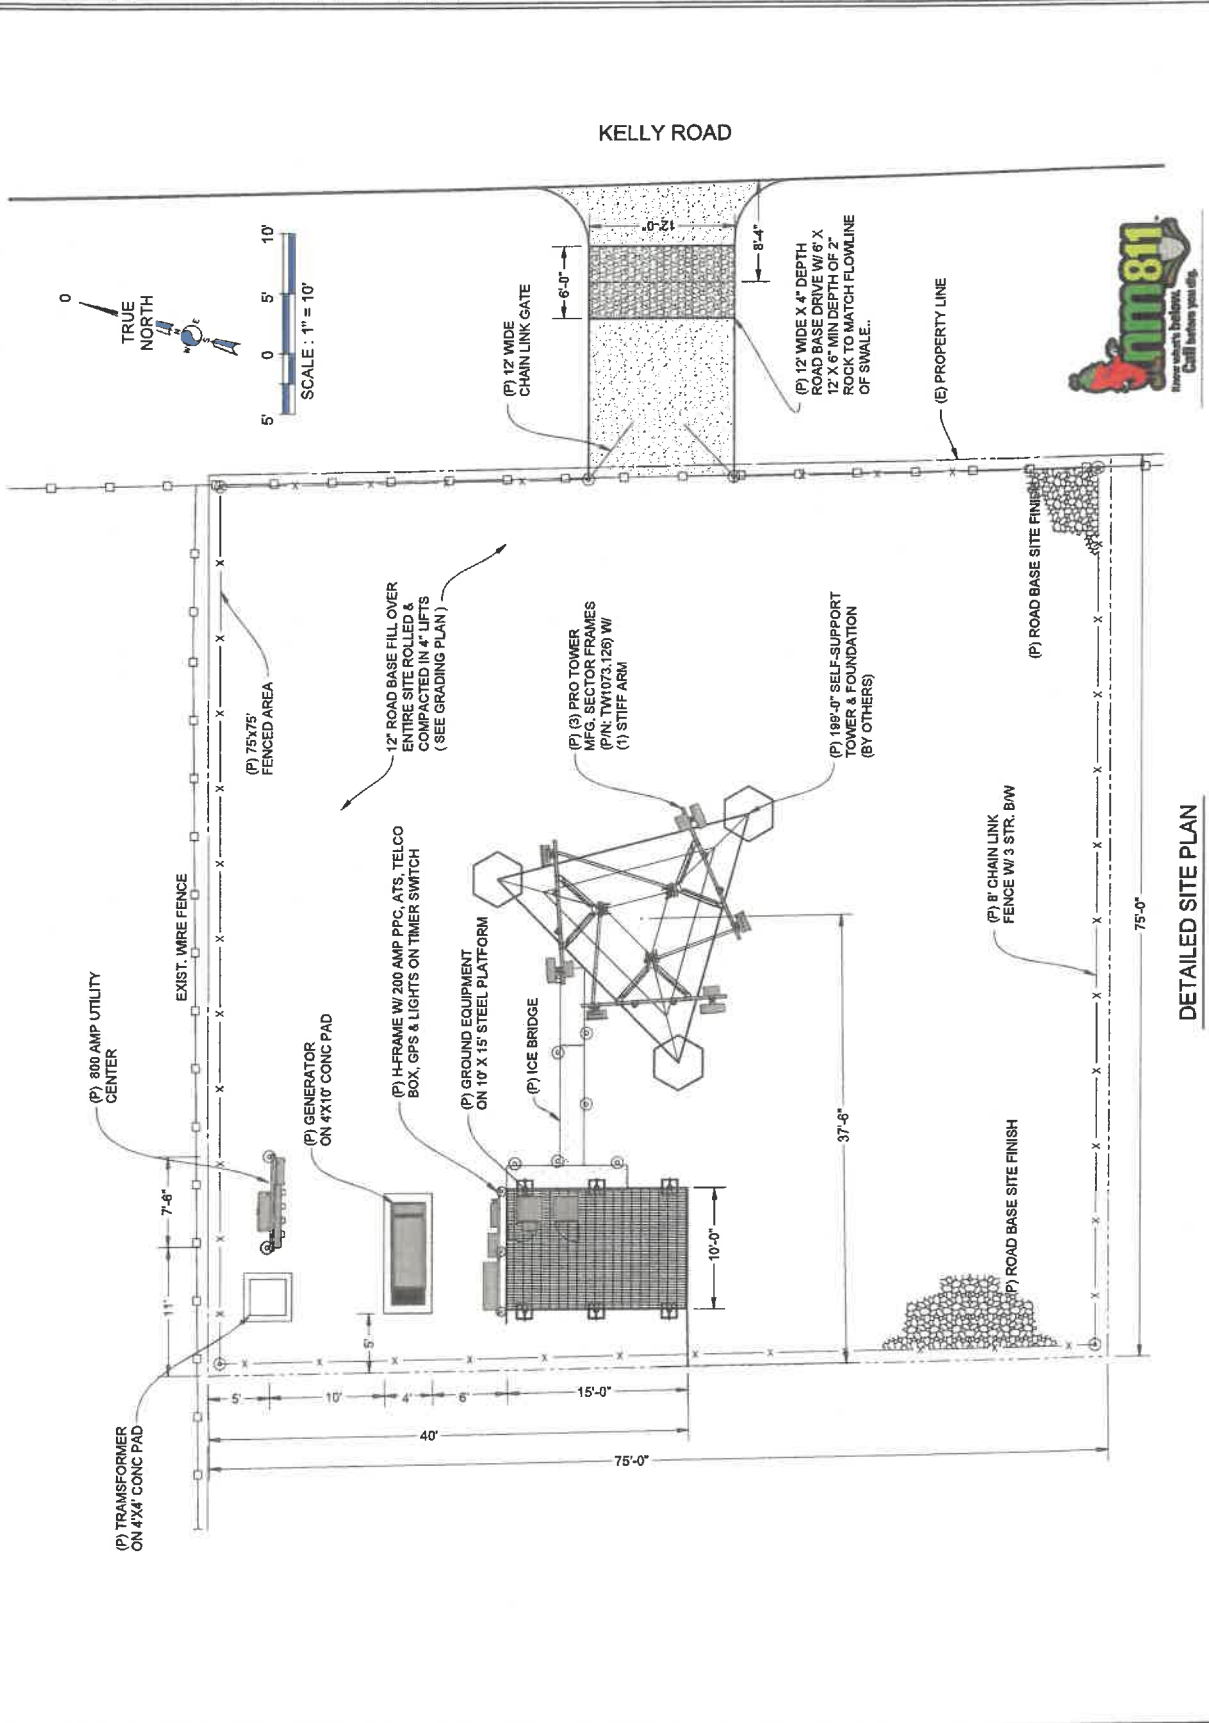 KELLY ROAD
0
TRUE
NORTH
N
E
S
W
5'
0
5'
10'
SCALE : 1" = 10'
(P) 12' WIDE
CHAIN LINK GATE
6'-0"
12'-0"
8'-4"
(P) 12' WIDE X 4" DEPTH
ROAD BASE DRIVE W/ 6' X
12' X 6" MIN DEPTH OF 2"
ROCK TO MATCH FLOWLINE
OF SWALE..
(E) PROPERTY LINE
nm811
Know what's below.
Call before you dig.
EXIST. WIRE FENCE
(P) 75'x75'
FENCED AREA
12" ROAD BASE FILL OVER
ENTIRE SITE ROLLED &
COMPACTED IN 4" LIFTS
( SEE GRADING PLAN )
(P) (3) PRO TOWER
MFG. SECTOR FRAMES
(P/N: TW1073.126) W/
(1) STIFF ARM
(P) 199'-0" SELF-SUPPORT
TOWER & FOUNDATION
(BY OTHERS)
(P) ROAD BASE SITE FINISH
(P) 8' CHAIN LINK
FENCE W/ 3 STR. B/W
75'-0"
(P) 800 AMP UTILITY
CENTER
(P) GENERATOR
ON 4'X10' CONC PAD
(P) H-FRAME W/ 200 AMP PPC, ATS, TELCO
BOX, GPS & LIGHTS ON TIMER SWITCH
(P) GROUND EQUIPMENT
ON 10' X 15' STEEL PLATFORM
(P) ICE BRIDGE
7'-6"
11'
5'
10'-0"
37'-6"
P) ROAD BASE SITE FINISH
5'
10'
4'
6'
15'-0"
40'
75'-0"
(P) TRAMSFORMER
ON 4'X4' CONC PAD
DETAILED SITE PLAN